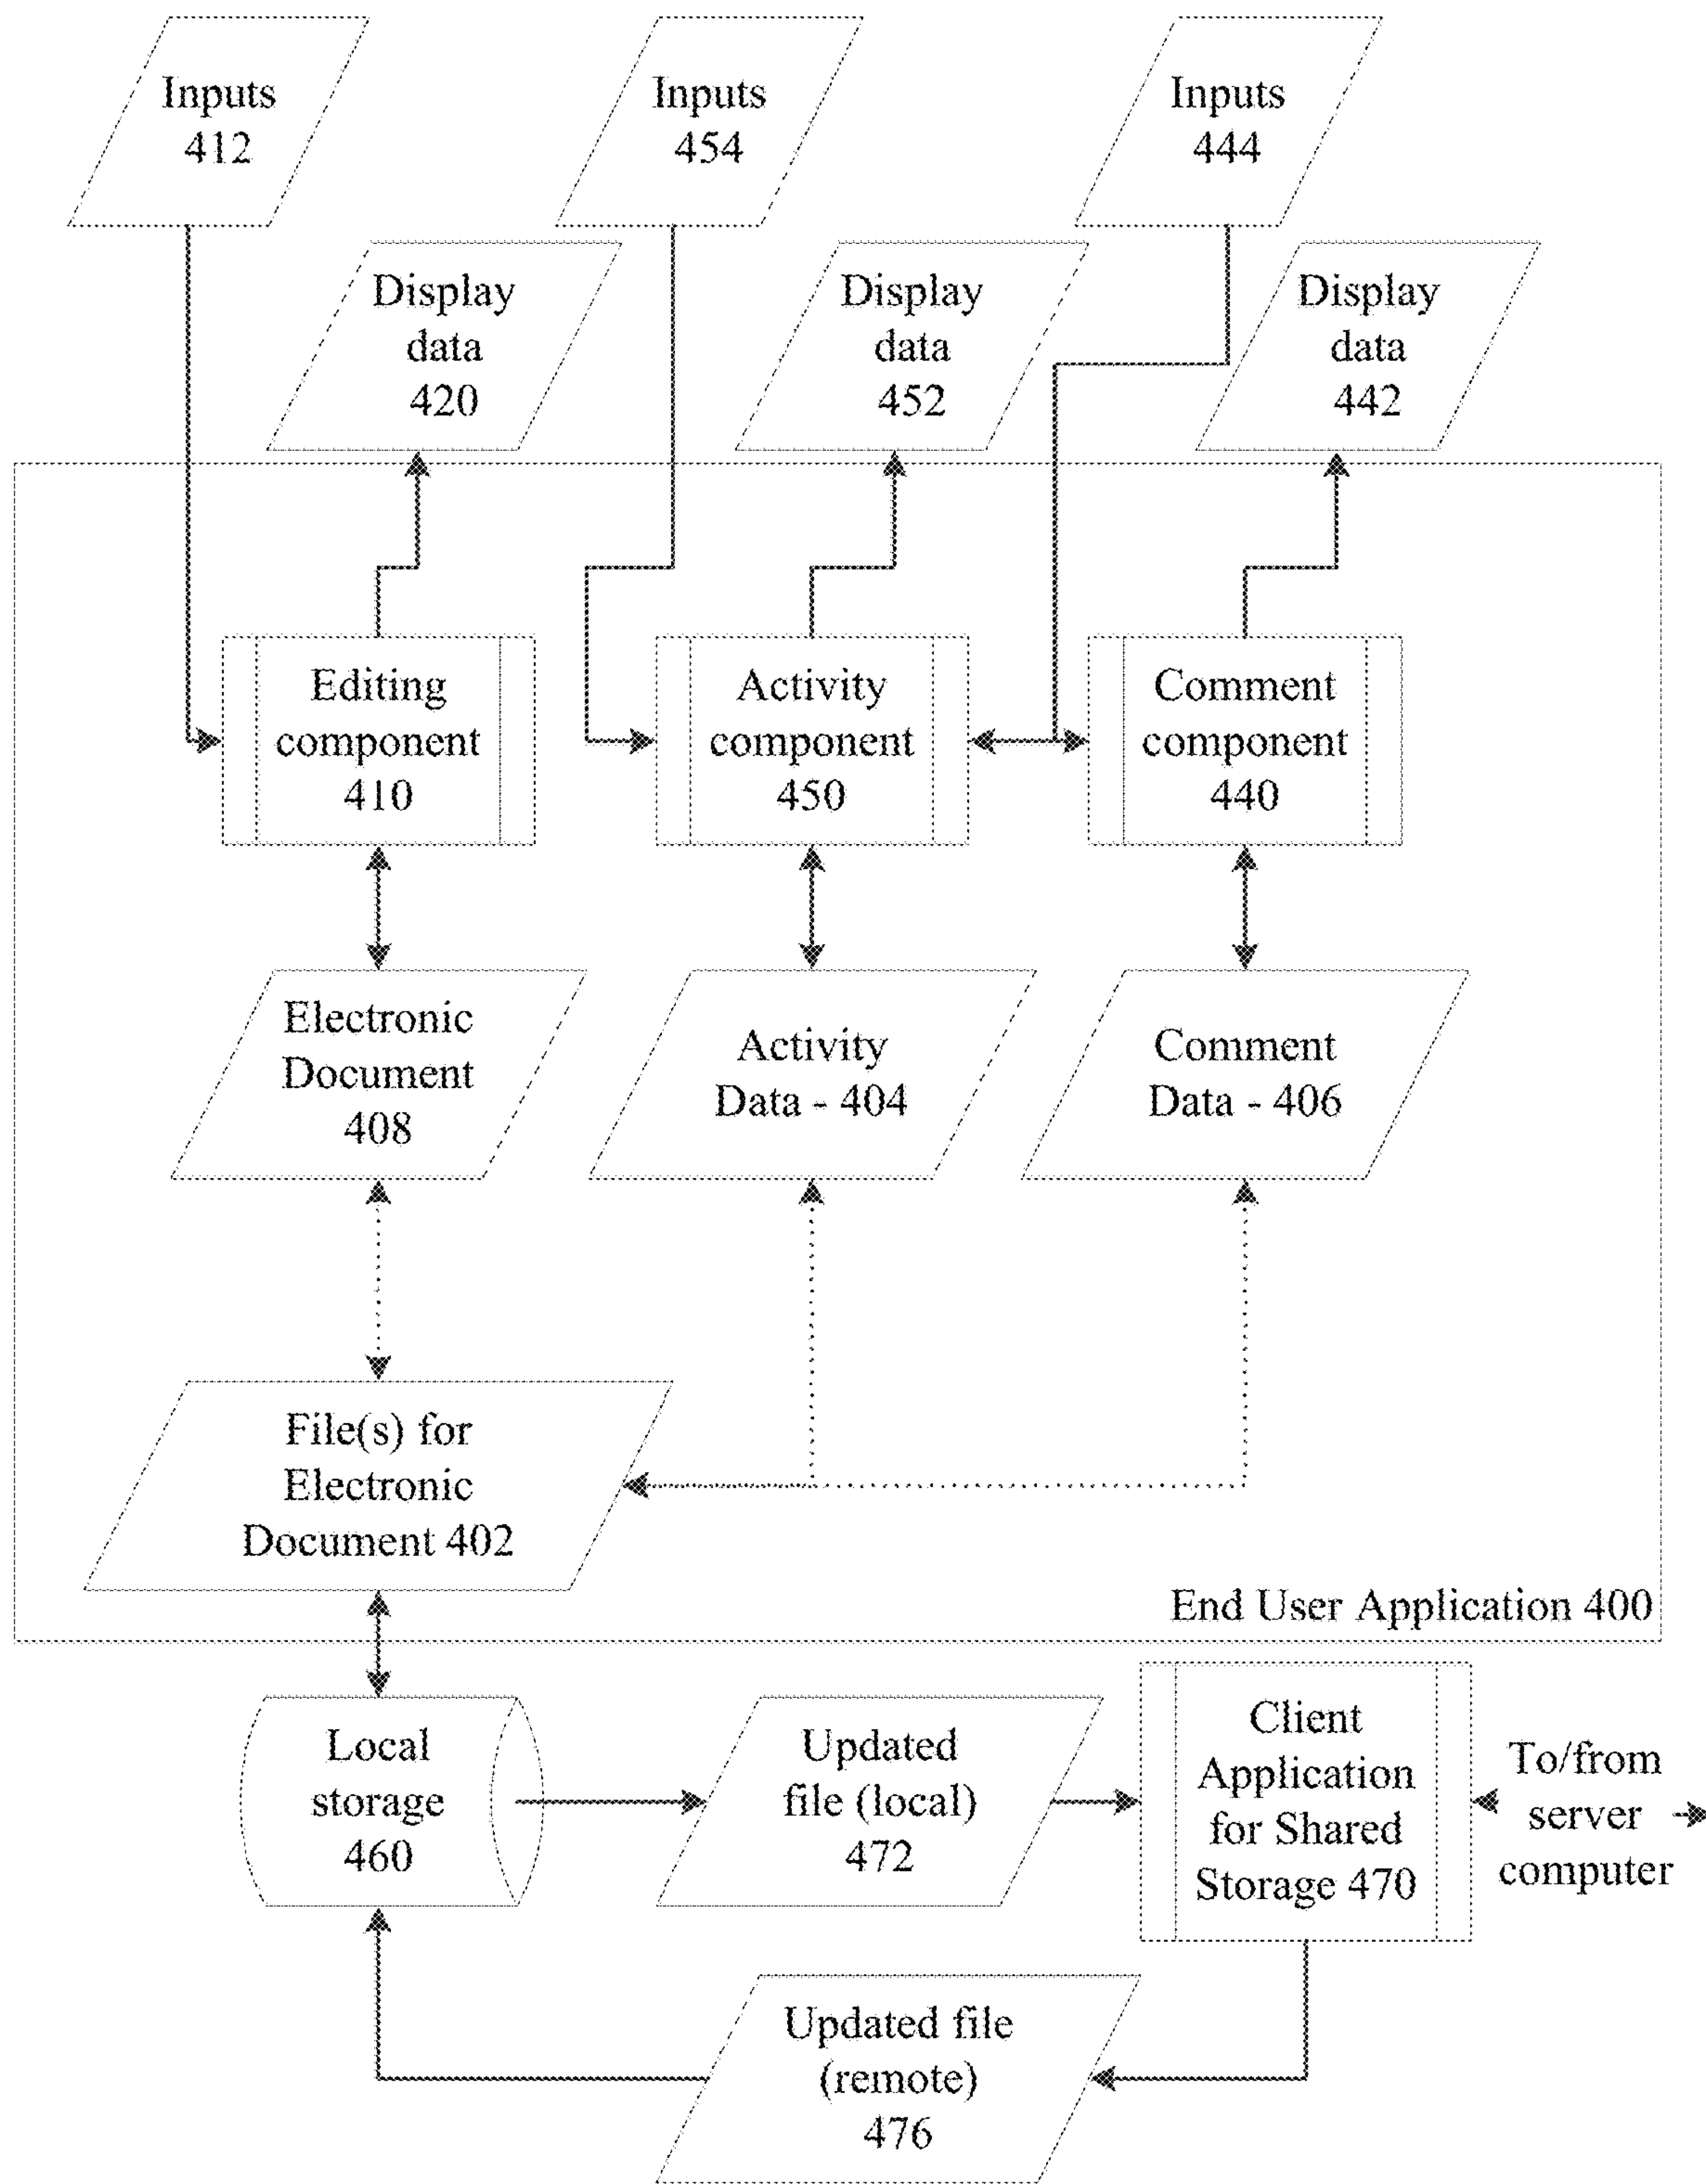 Inputs
412
Inputs
454
Inputs
444
Display
data
420
Display
data
452
Display
data
442
Editing
component
410
Activity
component
450
Comment
component
440
Electronic
Document
408
Activity
Data - 404
Comment
Data - 406
File(s) for
Electronic
Document 402
End User Application 400
Local
storage
460
Updated
file (local)
472
Client
Application
for Shared
Storage 470
To/from
server
computer
Updated file
(remote)
476